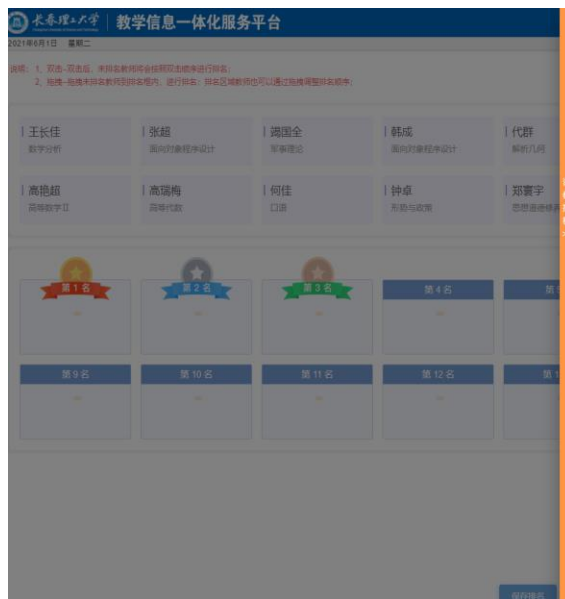 长春理工大学 教学信息一体化服务平台
2021年6月1日 星期二
说明: 1、双击-双击后,未排名教师将会按照双击顺序进行排名;
2、拖拽-拖拽未排名教师到排名框内,进行排名;排名区域教师也可以通过拖拽调整排名顺序;
王长佳 张超 竭国全 韩成 代群
数学分析 面向对象程序设计 军事理论 面向对象程序设计 解析几何
高艳超 高瑞梅 何佳 钟卓 郑寰宇
高等数学II 高等代数 口语 形势与政策 思想道德修养
第1名 第2名 第3名 第4名 第
第9名 第10名 第11名 第12名 第1
保存排名